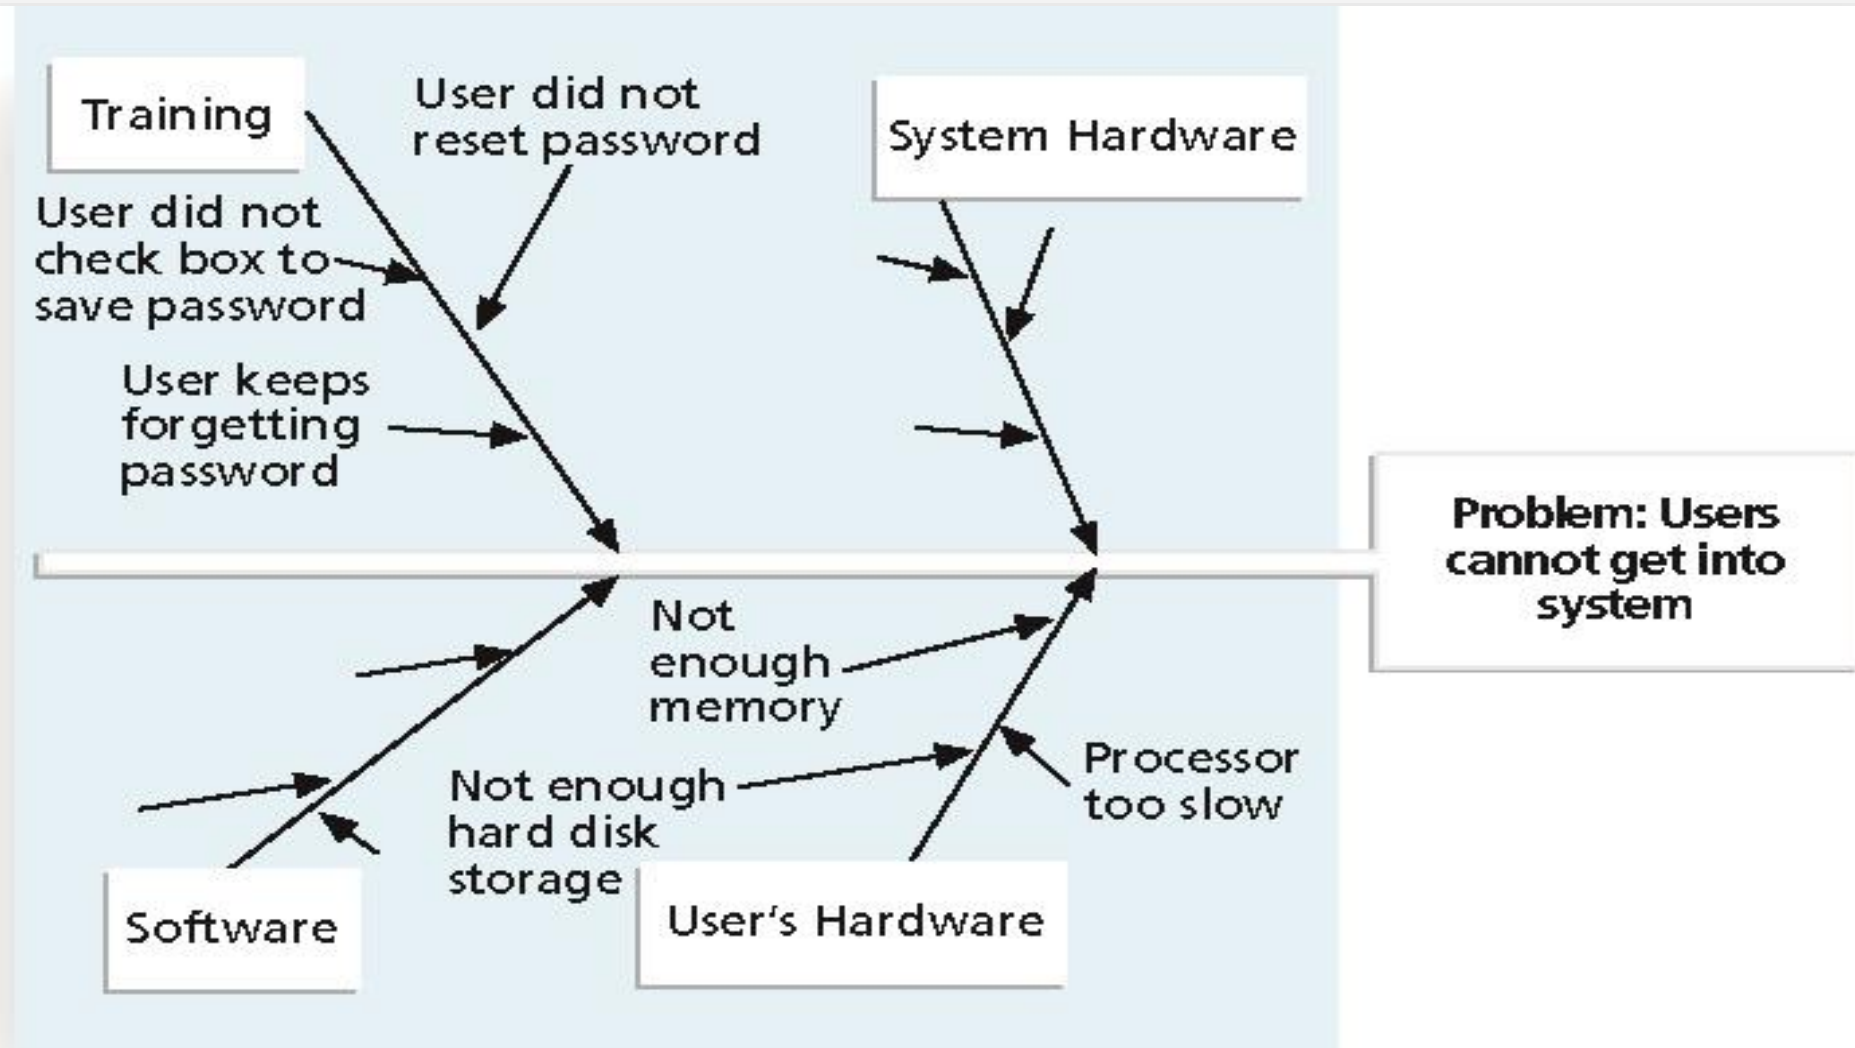 Training
User did not
reset password
System Hardware
User did not
check box to
save password
User keeps
forgetting
password
Problem: Users
cannot get into
system
Not
enough
memory
Not enough
hard disk
storage
Processor
too slow
Software
User's Hardware